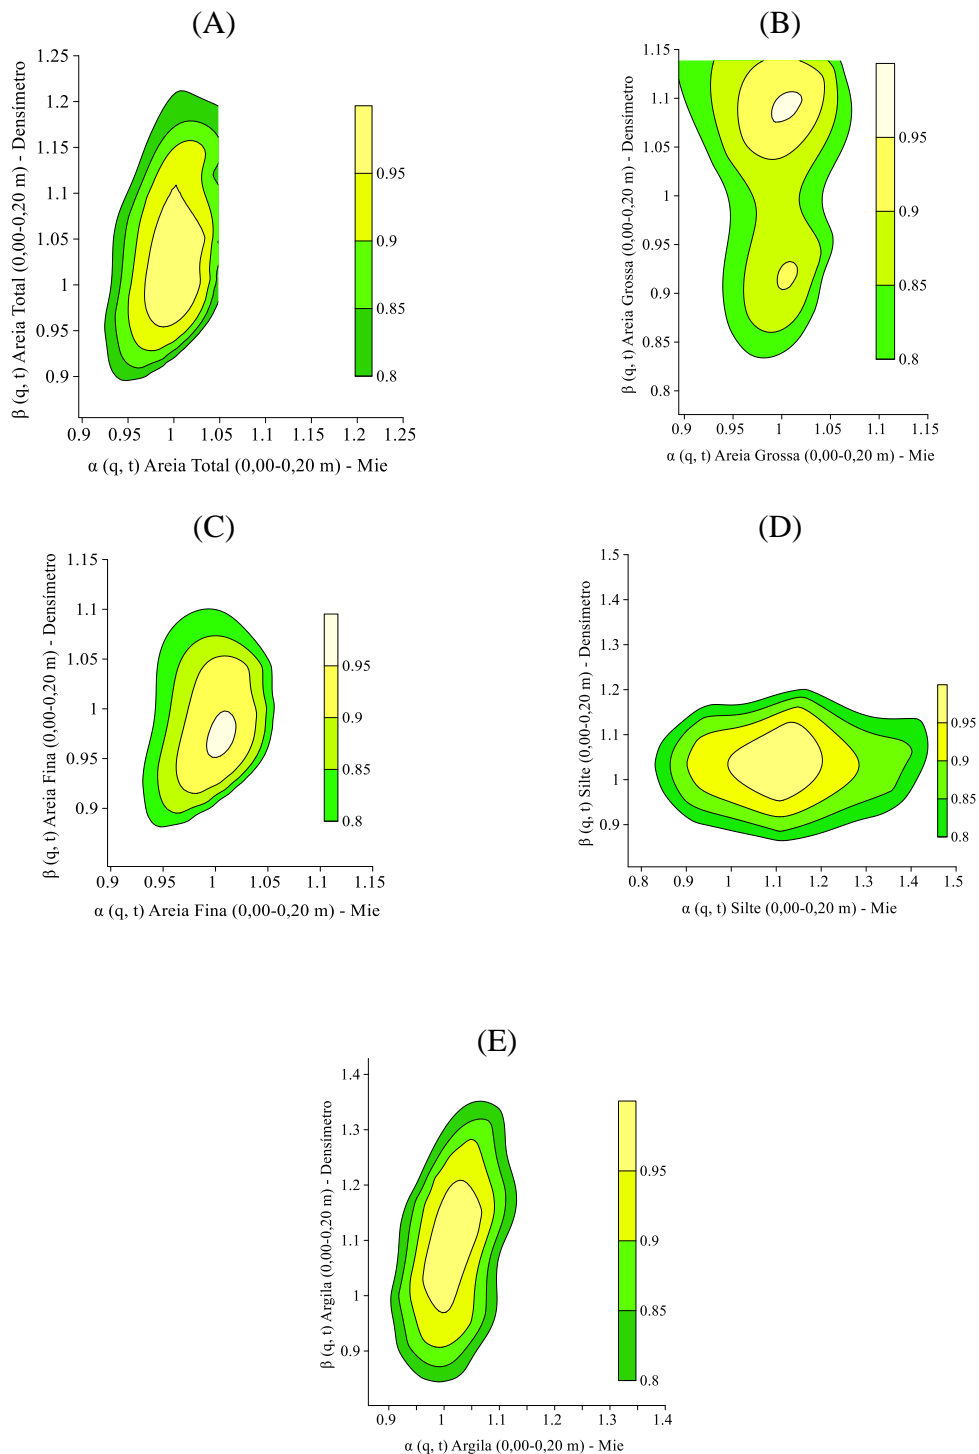 (A)
1.25
1.2
1.15
1.1
1.05
1
0.95
0.9
β (q, t) Areia Total (0,00-0,20 m) - Densímetro
0.95
0.9
0.85
0.8
0.9 0.95 1 1.05 1.1 1.15 1.2 1.25
α (q, t) Areia Total (0,00-0,20 m) - Mie
(B)
1.15
1.1
1.05
1
0.95
0.9
0.85
0.8
β (q, t) Areia Grossa (0,00-0,20 m) - Densímetro
0.95
0.9
0.85
0.8
0.9 0.95 1 1.05 1.1 1.15
α (q, t) Areia Grossa (0,00-0,20 m) - Mie
(C)
1.15
1.1
1.05
1
0.95
0.9
β (q, t) Areia Fina (0,00-0,20 m) - Densímetro
0.95
0.9
0.85
0.8
0.9 0.95 1 1.05 1.1 1.15
α (q, t) Areia Fina (0,00-0,20 m) - Mie
(D)
1.5
1.4
1.3
1.2
1.1
1
0.9
β (q, t) Silte (0,00-0,20 m) - Densímetro
0.95
0.9
0.85
0.8
0.8 0.9 1 1.1 1.2 1.3 1.4 1.5
α (q, t) Silte (0,00-0,20 m) - Mie
(E)
1.4
1.3
1.2
1.1
1
0.9
β (q, t) Argila (0,00-0,20 m) - Densímetro
0.95
0.9
0.85
0.8
0.9 1 1.1 1.2 1.3 1.4
α (q, t) Argila (0,00-0,20 m) - Mie